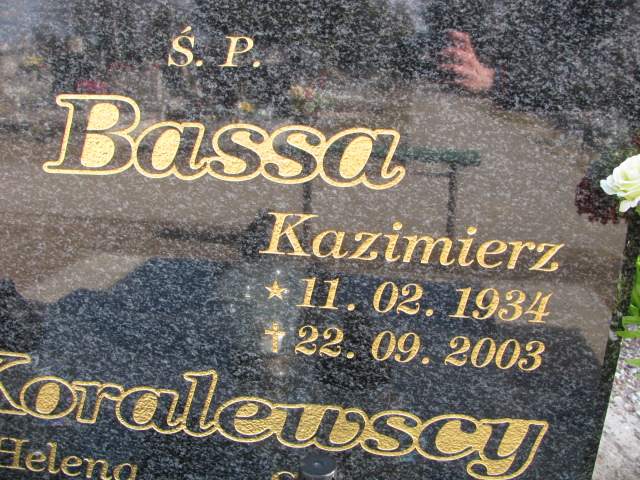 Ś. P.
Bassa
Kazimierz
★ 11. 02. 1934
✝ 22. 09. 2003
Koralewscy
Helena